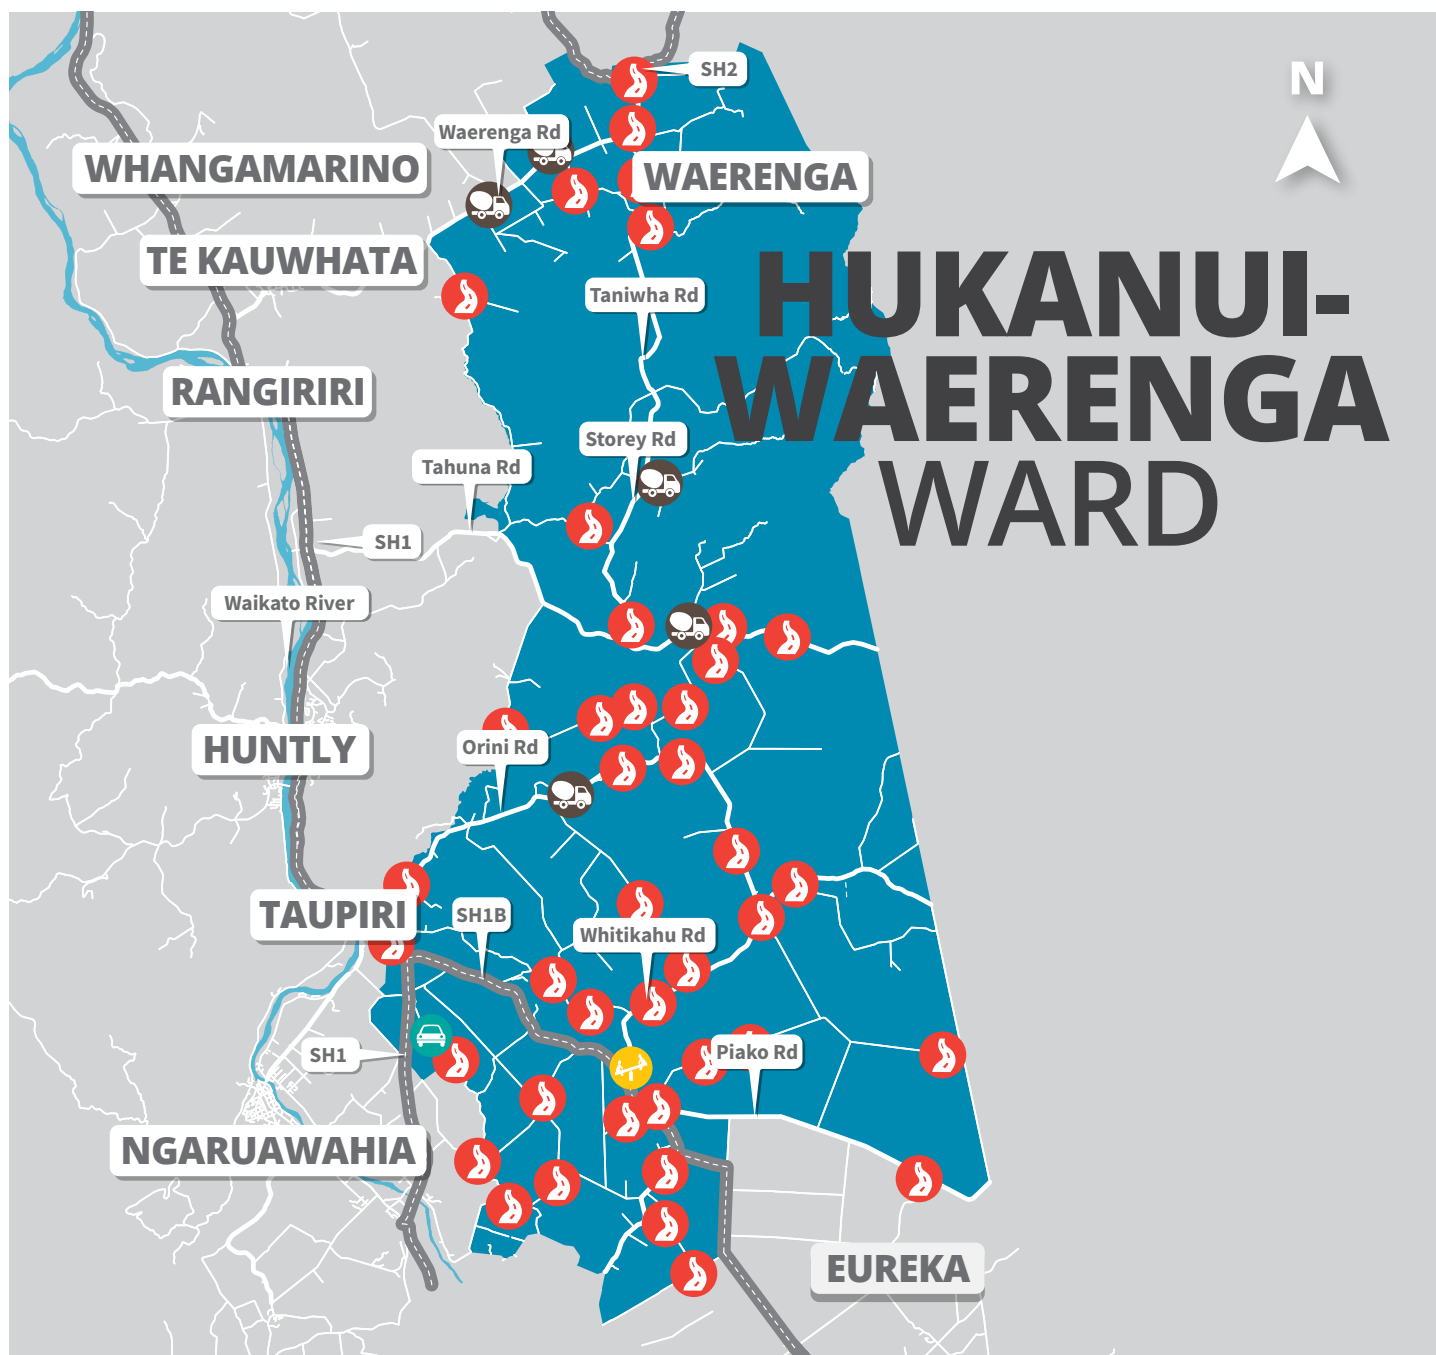 N
SH2
Waerenga Rd
WHANGAMARINO
WAERENGA
TE KAUWHATA
HUKANUI-
WAERENGA
WARD
Taniwha Rd
RANGIRIRI
Storey Rd
Tahuna Rd
SH1
Waikato River
HUNTLY
Orini Rd
TAUPIRI
SH1B
Whitikahu Rd
SH1
Piako Rd
NGARUAWAHIA
EUREKA